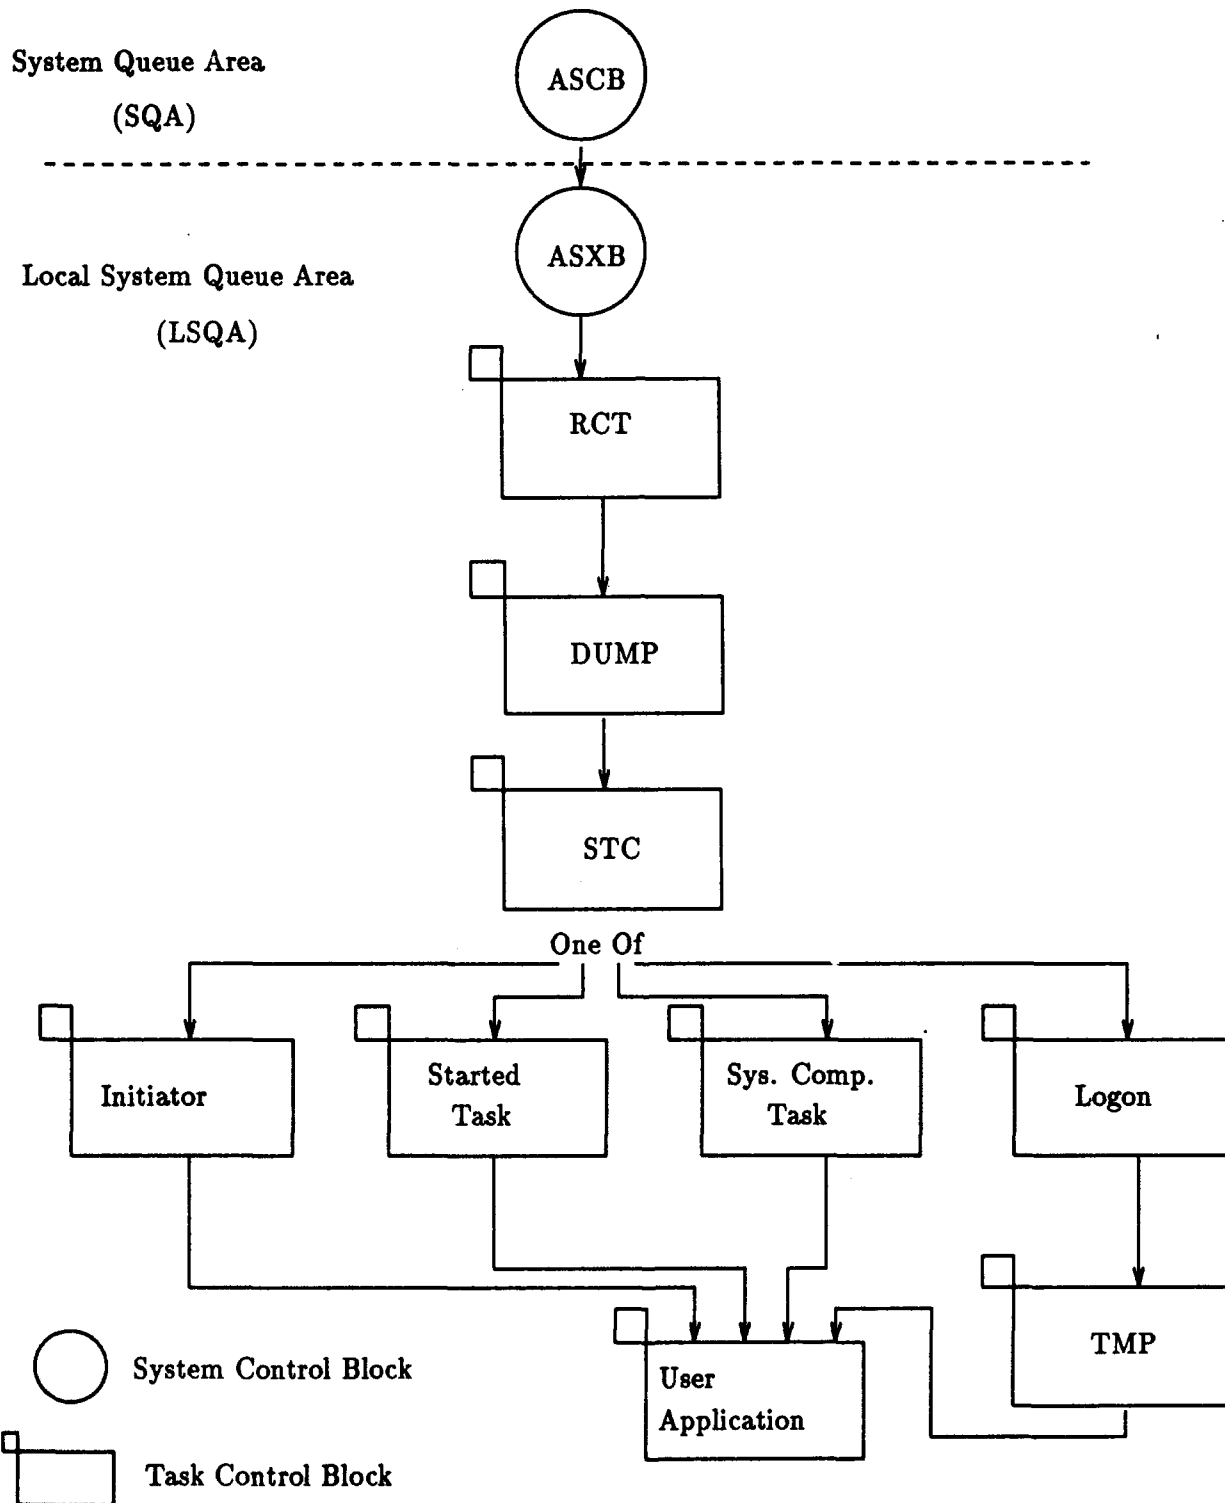 System Queue Area
(SQA)
ASCB
ASXB
Local System Queue Area
(LSQA)
RCT
DUMP
STC
One Of
Initiator
Started
Task
Sys. Comp.
Task
Logon
TMP
User
Application
System Control Block
Task Control Block